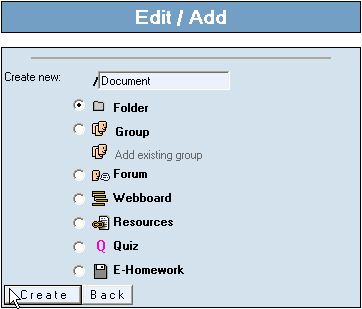 Edit / Add
Create new: /Document
Folder
Group
Add existing group
Forum
Webboard
Resources
Q Quiz
E-Homework
Create Back